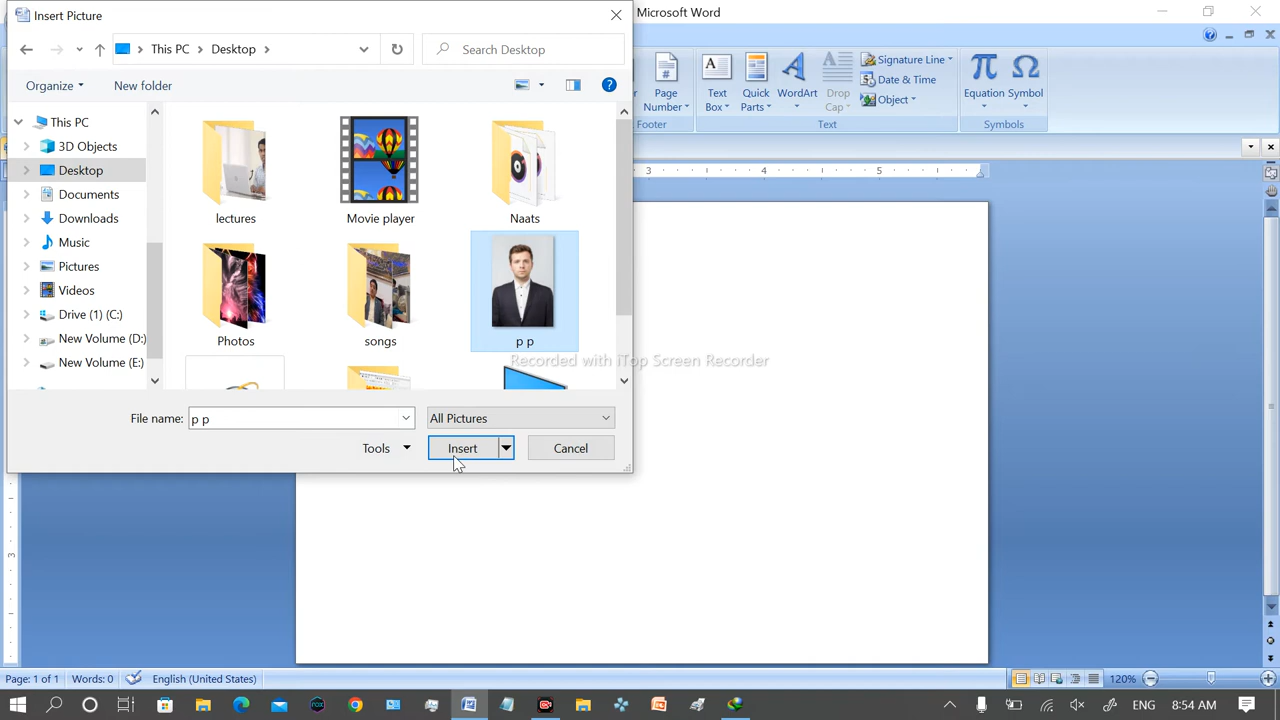 Insert Picture
Microsoft Word
This PC
Desktop
Search Desktop
Organize
New folder
Page
Number
Footer
Text
Box
Quick
Parts
WordArt
Drop
Cap
Signature Line
Date & Time
Object
Text
Equation
Symbol
Symbols
This PC
3D Objects
Desktop
Documents
Downloads
Music
Pictures
Videos
Drive (1) (C:)
New Volume (D:)
New Volume (E:)
lectures
Movie player
Naats
Photos
songs
p p
3
4
5
Recorded with iTop Screen Recorder
File name:
p p
All Pictures
Tools
Insert
Cancel
3
Page: 1 of 1
Words: 0
English (United States)
120%
ENG
8:54 AM